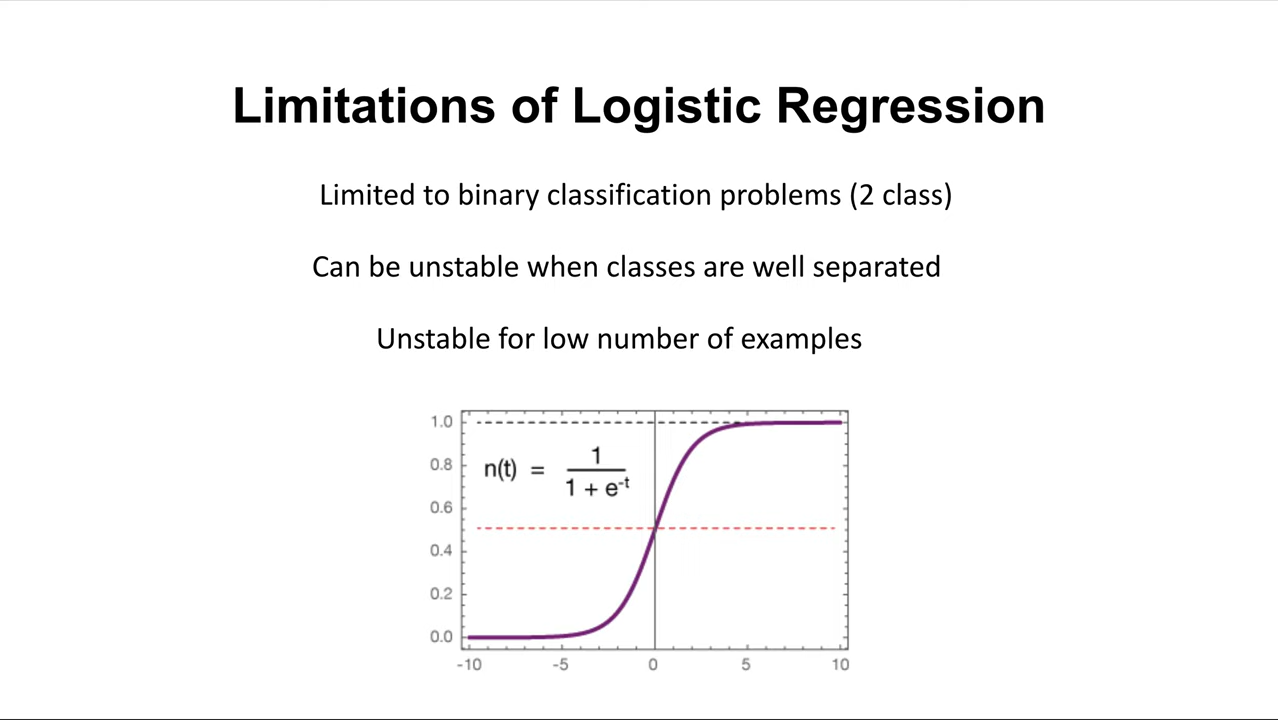 Limitations of Logistic Regression
Limited to binary classification problems (2 class)
Can be unstable when classes are well separated
Unstable for low number of examples
1.0
n(t) = 1 / 1 + e^-t
0.8
0.6
0.4
0.2
0.0
-10 -5 0 5 10